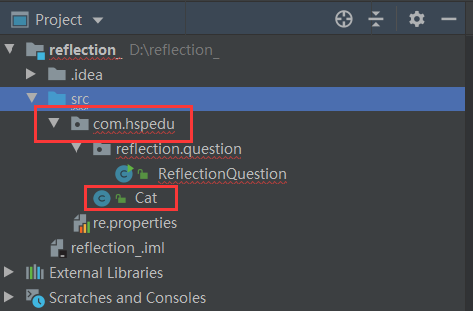 Project
reflection_ D:\reflection_
.idea
src
com.hspedu
reflection.question
ReflectionQuestion
Cat
re.properties
reflection_.iml
External Libraries
Scratches and Consoles